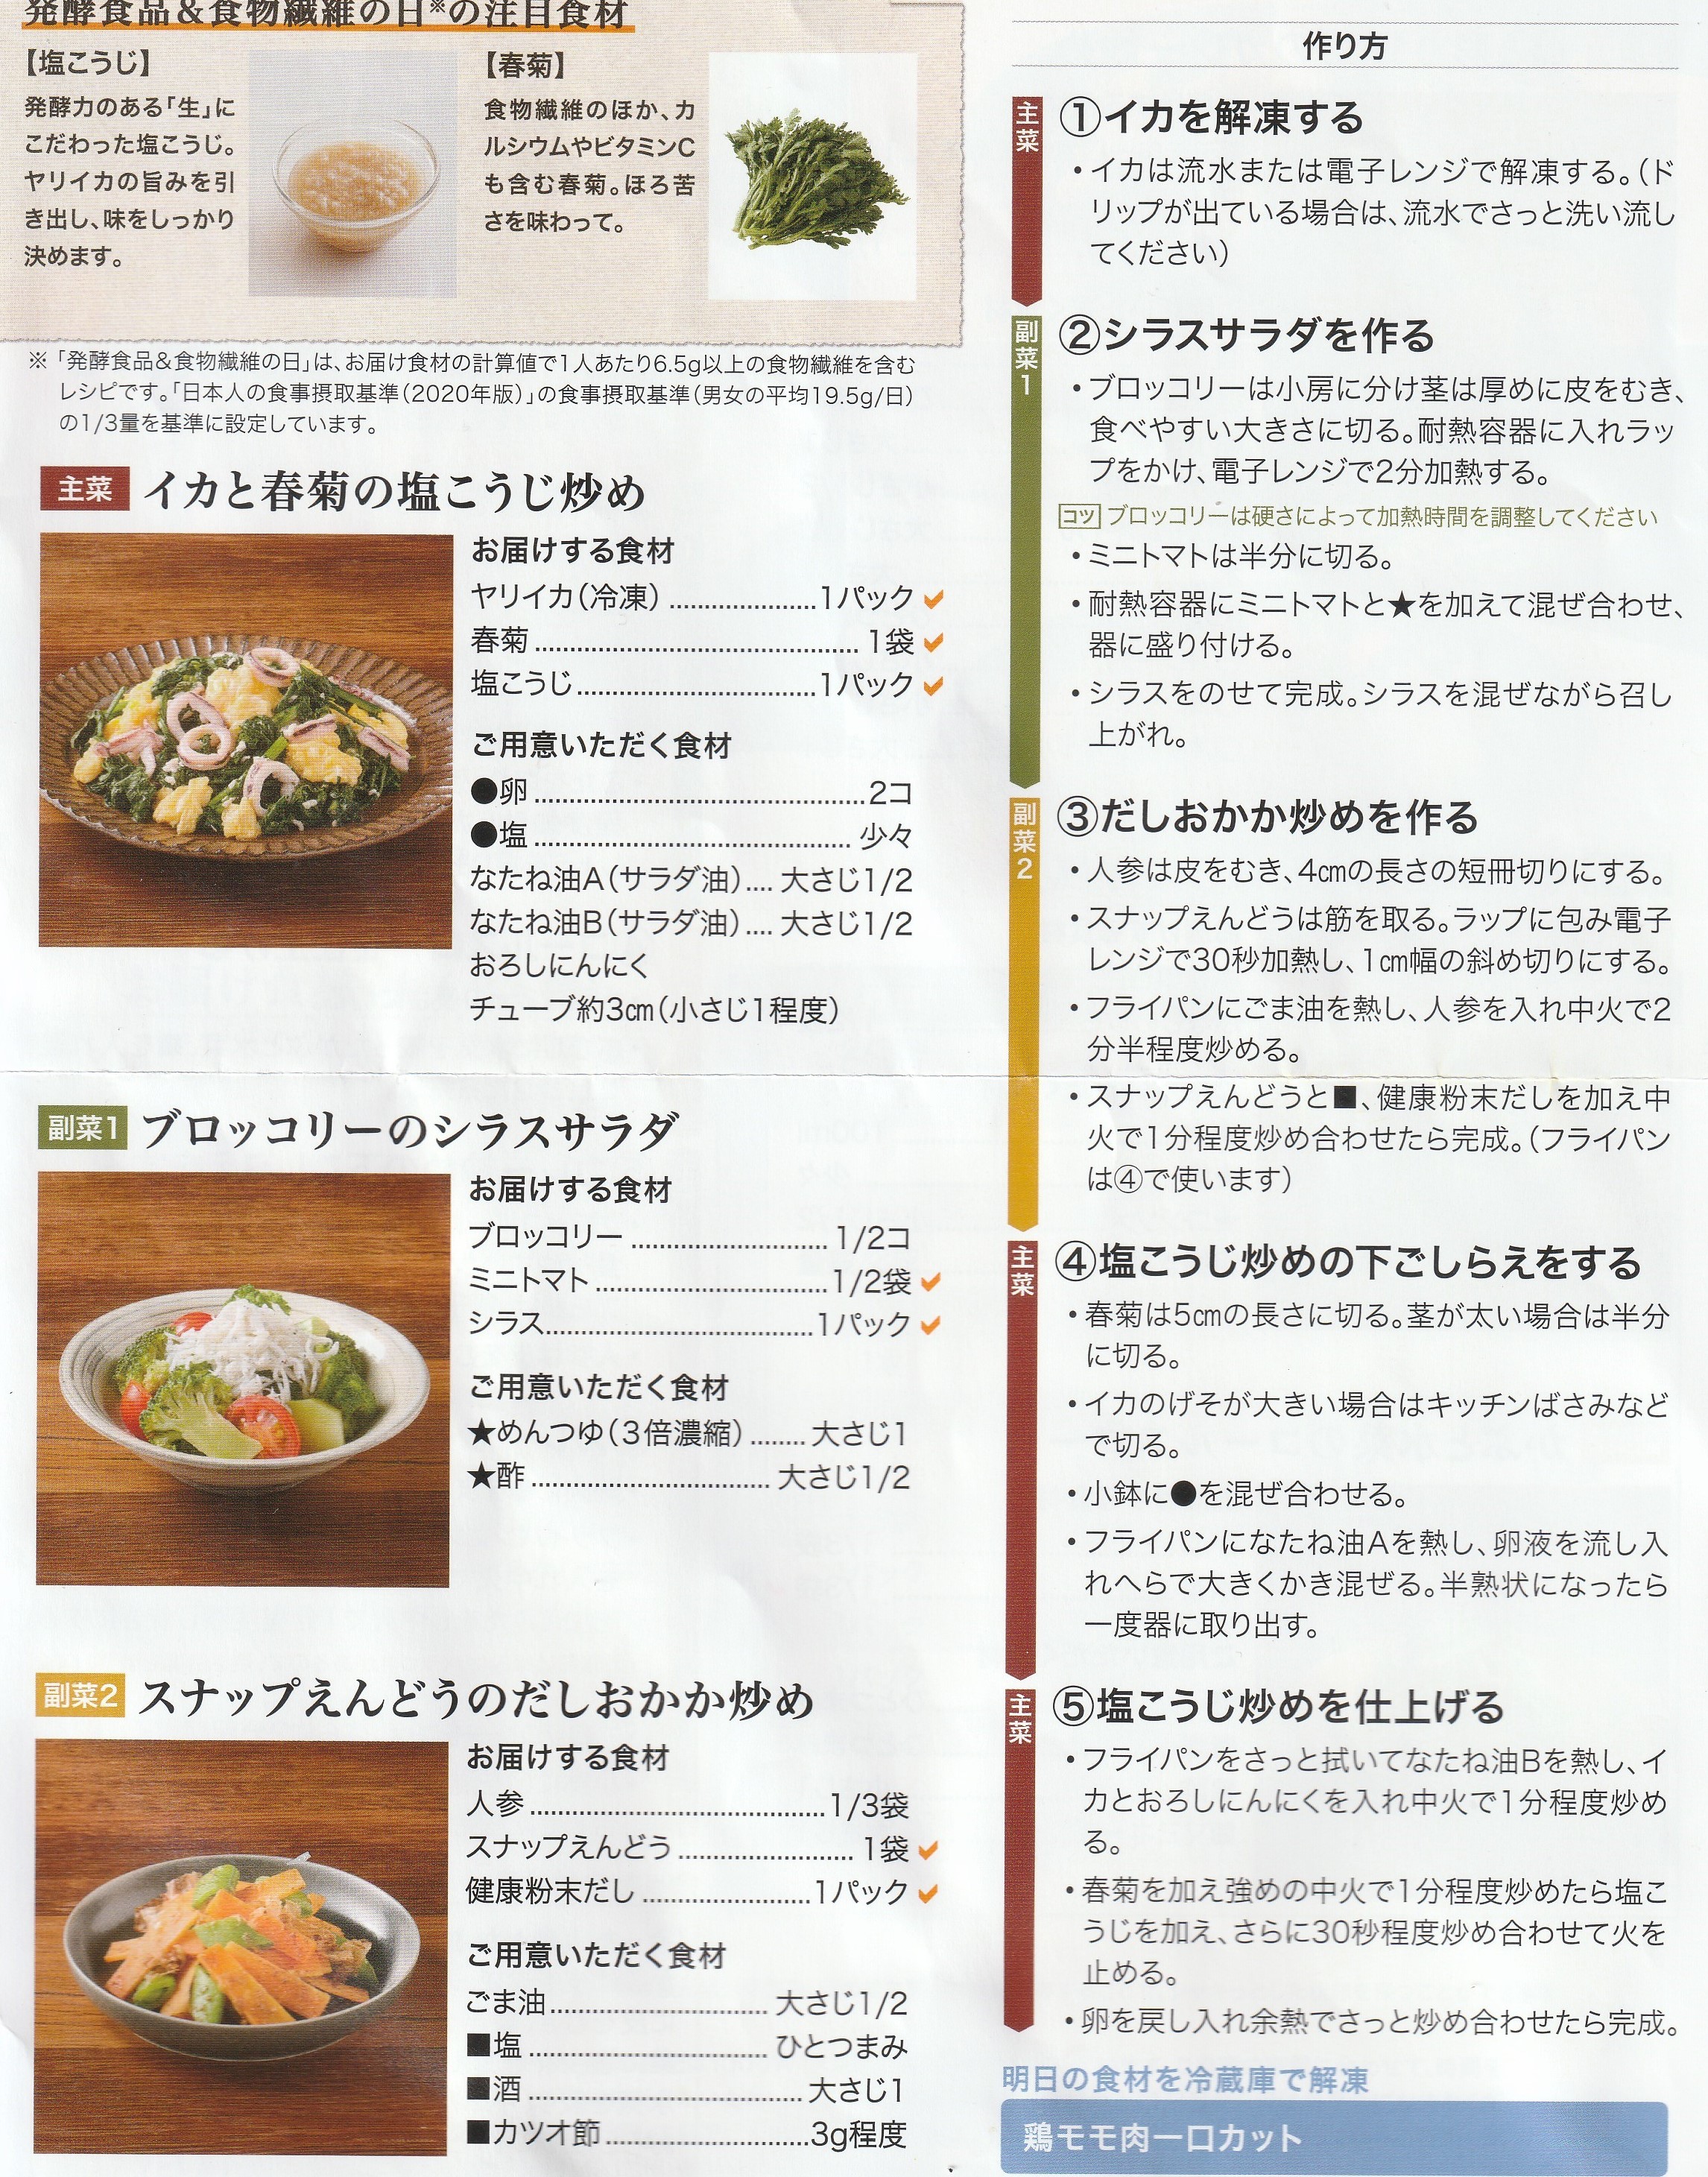 発酵食品＆食物繊維の日※の注目食材
【塩こうじ】
発酵力のある「生」に
こだわった塩こうじ。
ヤリイカの旨みを引
き出し、味をしっかり
決めます。
【春菊】
食物繊維のほか、カ
ルシウムやビタミンC
も含む春菊。ほろ苦
さを味わって。
※「発酵食品＆食物繊維の日」は、お届け食材の計算値で1人あたり6.5g以上の食物繊維を含む
レシピです。「日本人の食事摂取基準（2020年版）」の食事摂取基準（男女の平均19.5g/日）
の1/3量を基準に設定しています。
主菜 イカと春菊の塩こうじ炒め
お届けする食材
ヤリイカ（冷凍）....................1パック
春菊....................1袋
塩こうじ....................1パック
ご用意いただく食材
●卵....................2コ
●塩....................少々
なたね油A（サラダ油）....大さじ1/2
なたね油B（サラダ油）....大さじ1/2
おろしにんにく
チューブ約3㎝（小さじ1程度）
副菜1 ブロッコリーのシラスサラダ
お届けする食材
ブロッコリー....................1/2コ
ミニトマト....................1/2袋
シラス....................1パック
ご用意いただく食材
★めんつゆ（3倍濃縮）........大さじ1
★酢....................大さじ1/2
副菜2 スナップえんどうのだしおかか炒め
お届けする食材
人参....................1/3袋
スナップえんどう....................1袋
健康粉末だし....................1パック
ご用意いただく食材
ごま油....................大さじ1/2
■塩....................ひとつまみ
■酒....................大さじ1
■カツオ節....................3g程度
作り方
主菜
①イカを解凍する
・イカは流水または電子レンジで解凍する。（ド
リップが出ている場合は、流水でさっと洗い流し
てください）
副菜1
②シラスサラダを作る
・ブロッコリーは小房に分け茎は厚めに皮をむき、
食べやすい大きさに切る。耐熱容器に入れラッ
プをかけ、電子レンジで2分加熱する。
コツ ブロッコリーは硬さによって加熱時間を調整してください
・ミニトマトは半分に切る。
・耐熱容器にミニトマトと★を加えて混ぜ合わせ、
器に盛り付ける。
・シラスをのせて完成。シラスを混ぜながら召し
上がれ。
副菜2
③だしおかか炒めを作る
・人参は皮をむき、4㎝の長さの短冊切りにする。
・スナップえんどうは筋を取る。ラップに包み電子
レンジで30秒加熱し、1㎝幅の斜め切りにする。
・フライパンにごま油を熱し、人参を入れ中火で2
分半程度炒める。
・スナップえんどうと■、健康粉末だしを加え中
火で1分程度炒め合わせたら完成。（フライパン
は④で使います）
主菜
④塩こうじ炒めの下ごしらえをする
・春菊は5㎝の長さに切る。茎が太い場合は半分
に切る。
・イカのげそが大きい場合はキッチンばさみなど
で切る。
・小鉢に●を混ぜ合わせる。
・フライパンになたね油Aを熱し、卵液を流し入
れへらで大きくかき混ぜる。半熟状になったら
一度器に取り出す。
主菜
⑤塩こうじ炒めを仕上げる
・フライパンをさっと拭いてなたね油Bを熱し、イ
カとおろしにんにくを入れ中火で1分程度炒め
る。
・春菊を加え強めの中火で1分程度炒めたら塩こ
うじを加え、さらに30秒程度炒め合わせて火を
止める。
・卵を戻し入れ余熱でさっと炒め合わせたら完成。
明日の食材を冷蔵庫で解凍
鶏モモ肉一口カット